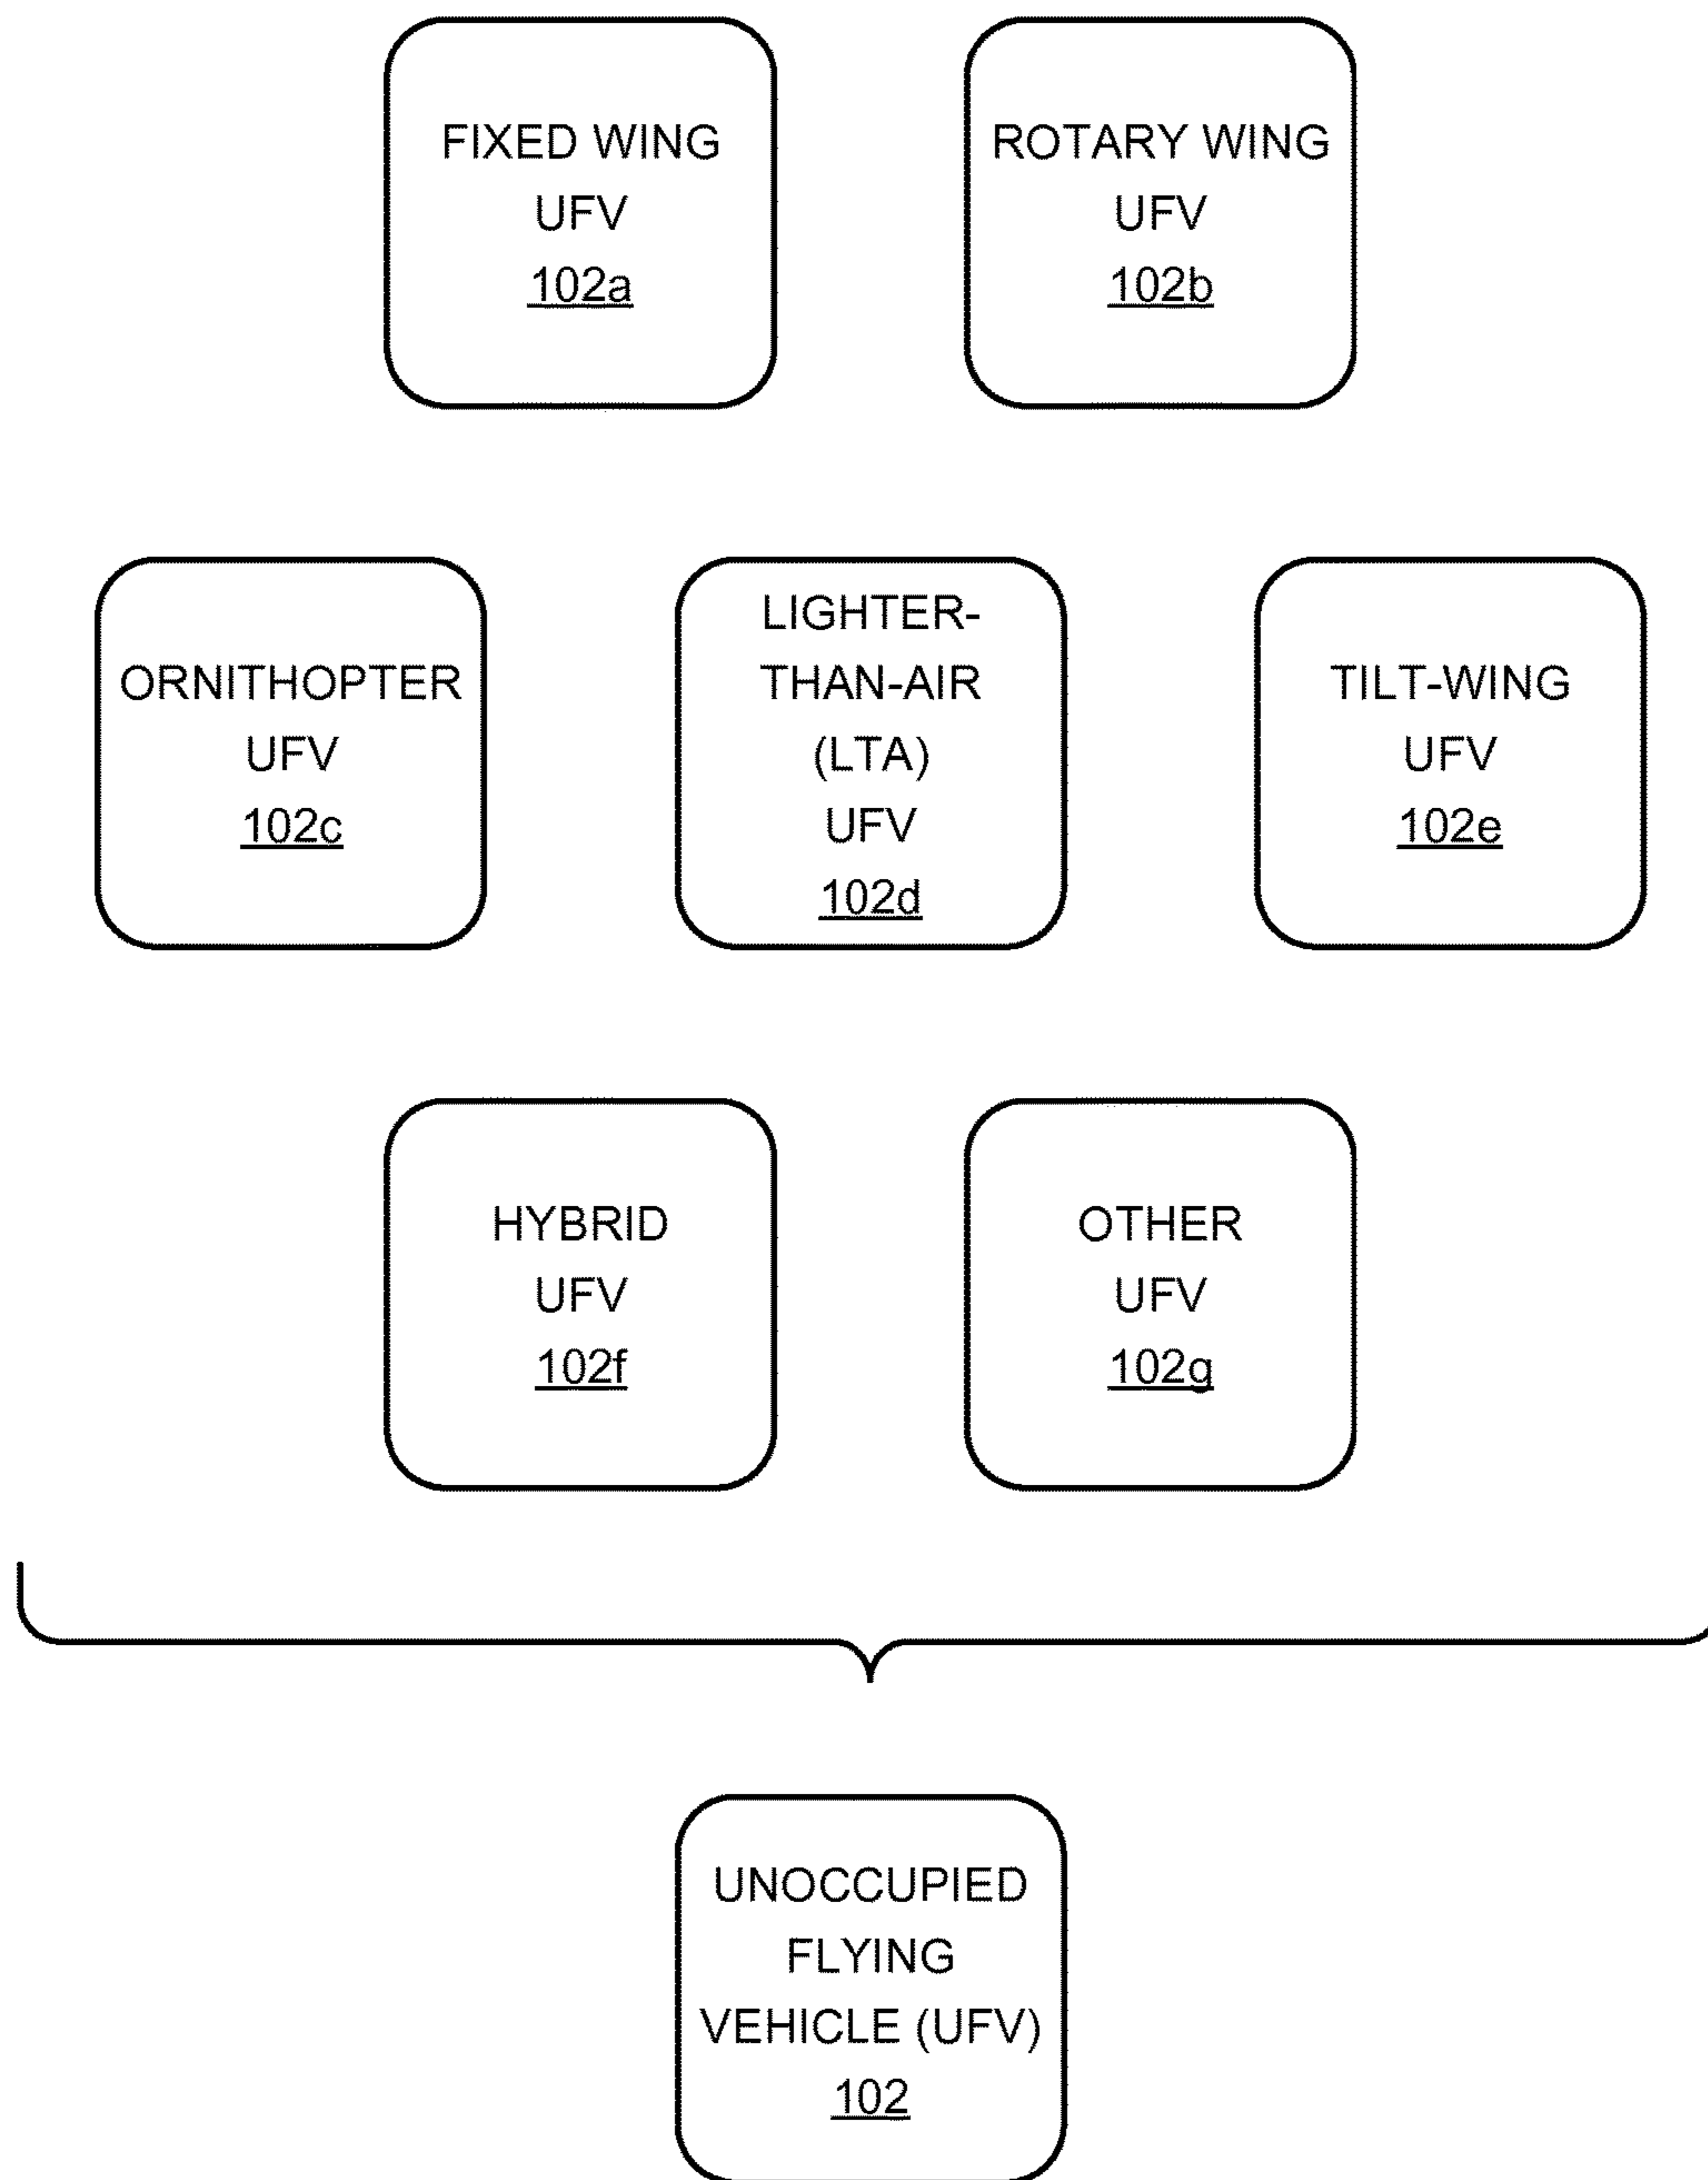 FIXED WING
UFV
102a
ROTARY WING
UFV
102b
ORNITHOPTER
UFV
102c
LIGHTER-
THAN-AIR
(LTA)
UFV
102d
TILT-WING
UFV
102e
HYBRID
UFV
102f
OTHER
UFV
102g
UNOCCUPIED
FLYING
VEHICLE (UFV)
102